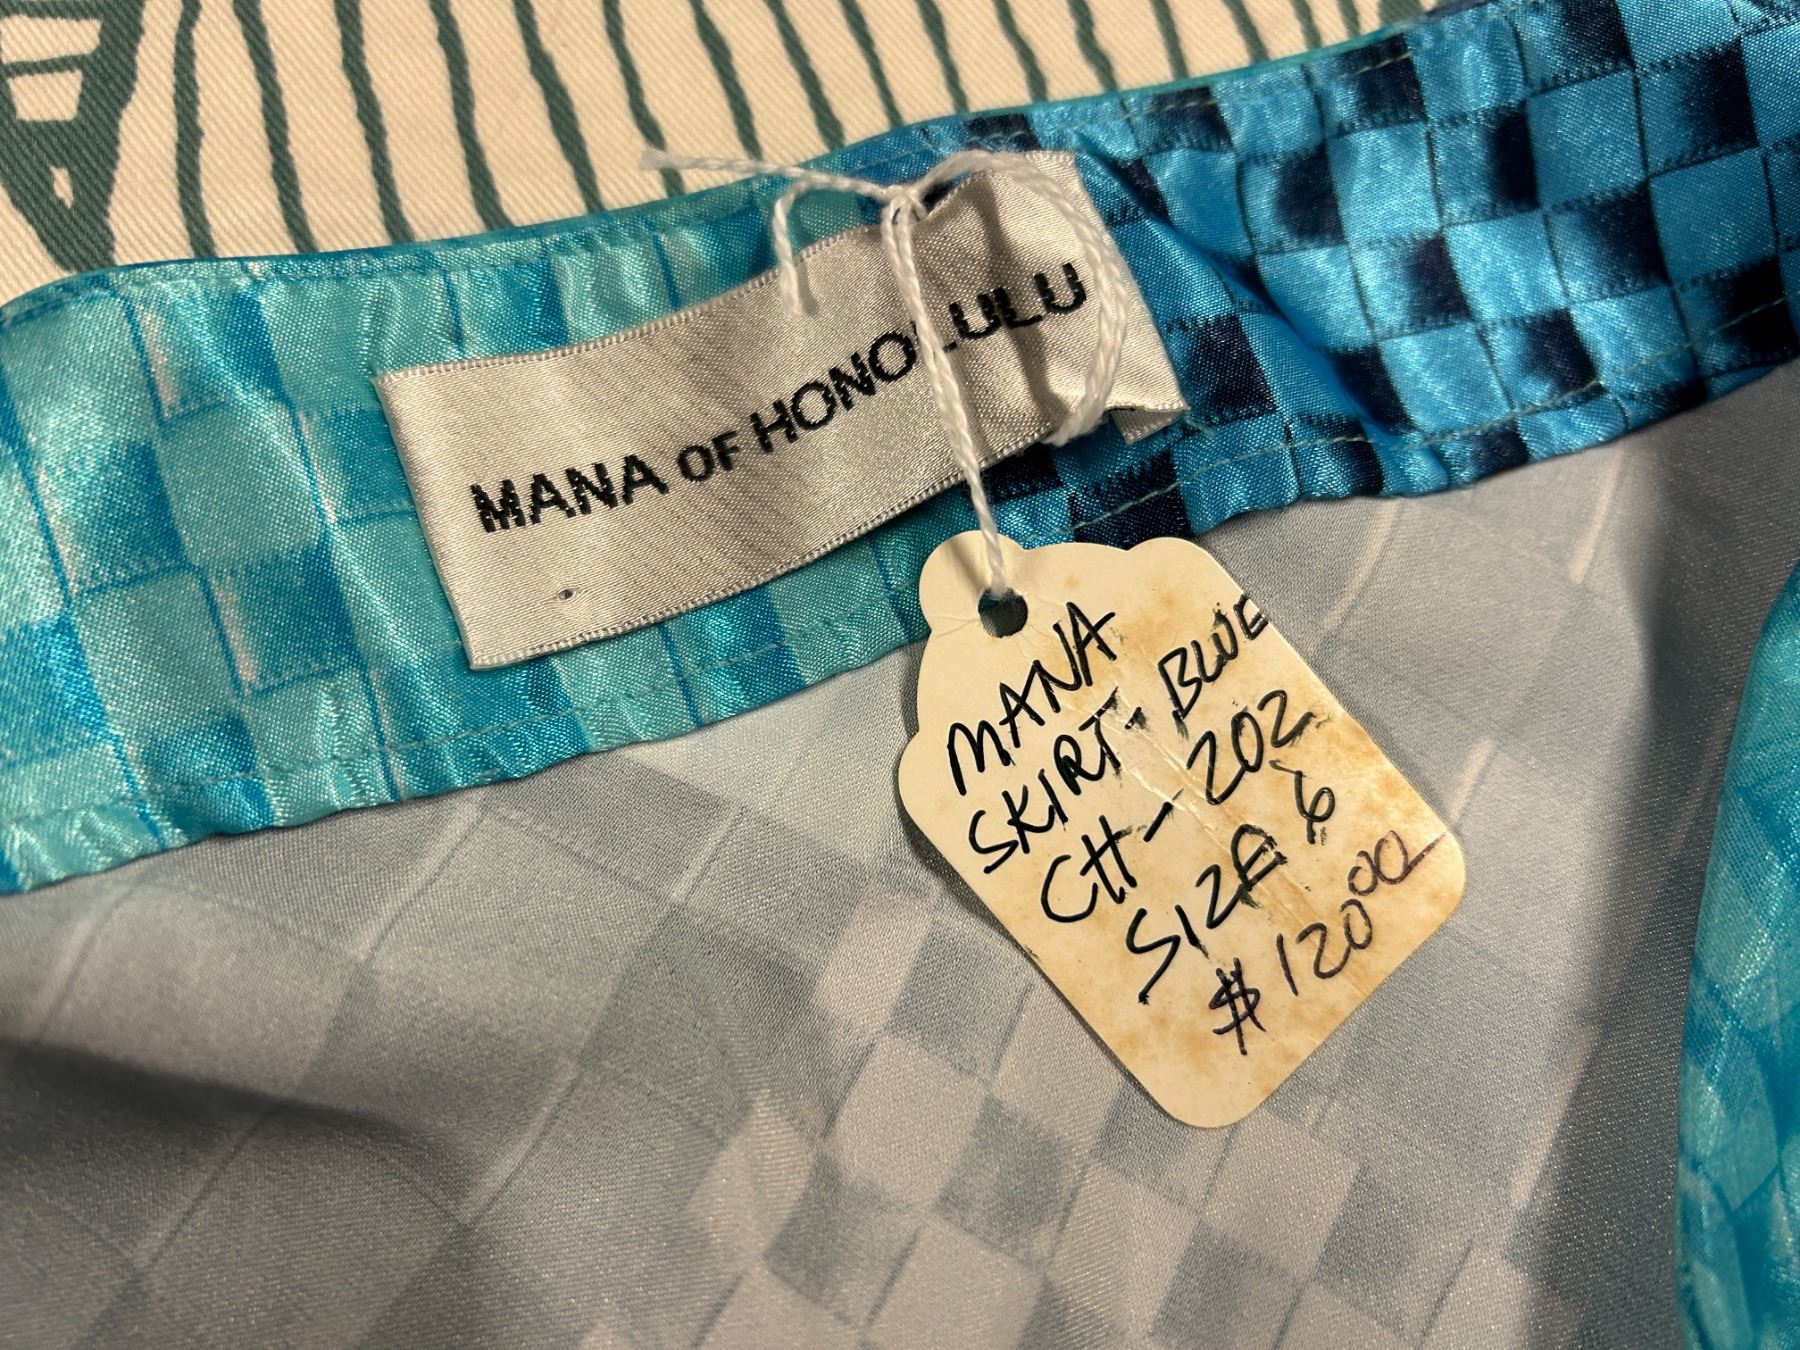 MANA OF HONOLULU
MANA
SKIRT- BLUE
CH-202
SIZE 6
$120.00